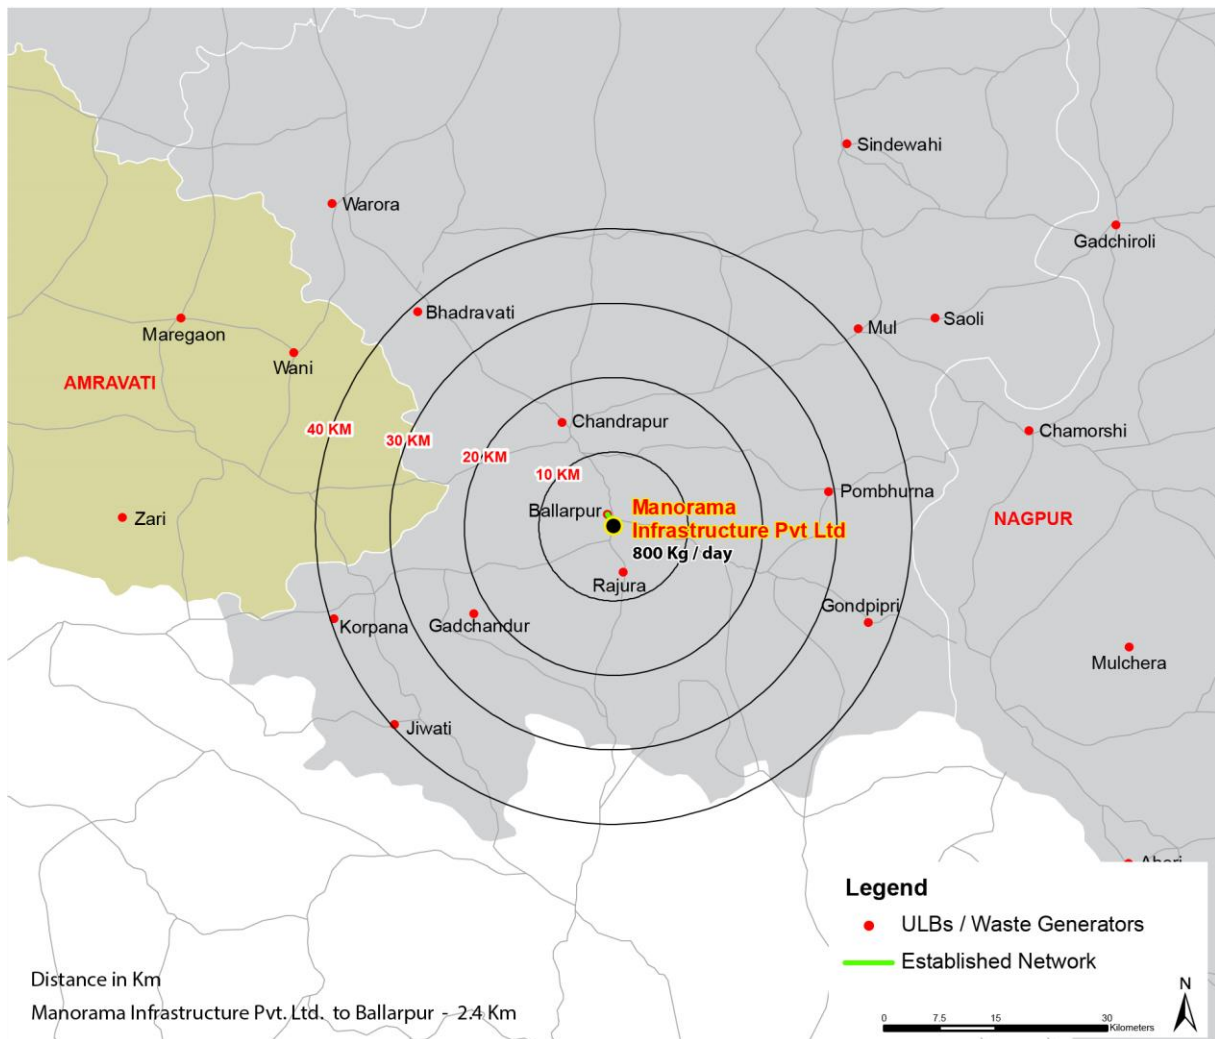 Sindewahi
Warora
Gadchiroli
Bhadravati
Saoli
Mul
Maregaon
Wani
AMRAVATI
Chandrapur
40 KM
30 KM
20 KM
10 KM
Chamorshi
Pombhurna
Ballarpur
Manorama
Infrastructure Pvt Ltd
800 Kg / day
Zari
NAGPUR
Rajura
Gondpipri
Korpana
Gadchandur
Mulchera
Jiwati
Legend
ULBs / Waste Generators
Established Network
Distance in Km
Manorama Infrastructure Pvt. Ltd. to Ballarpur - 2.4 Km
N
0 7.5 15 30
Kilometers